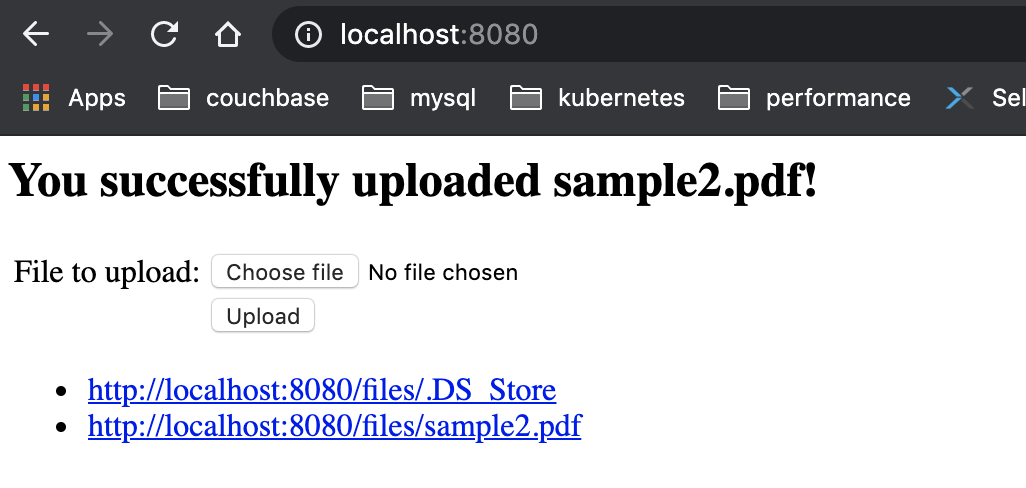 localhost:8080
Apps couchbase mysql kubernetes performance Sel
You successfully uploaded sample2.pdf!
File to upload: Choose file No file chosen
Upload
http://localhost:8080/files/.DS_Store
http://localhost:8080/files/sample2.pdf